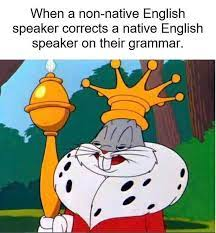 When a non-native English
speaker corrects a native English
speaker on their grammar.